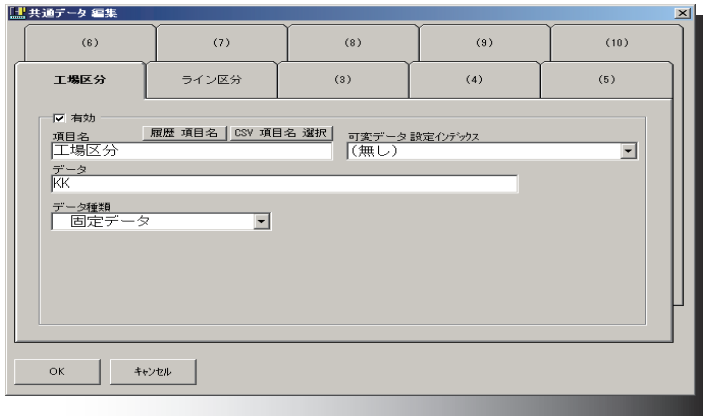 共通データ 編集
(6) (7) (8) (9) (10)
工場区分 ライン区分 (3) (4) (5)
有効
項目名 履歴 項目名 CSV 項目名 選択 可変データ 設定インデックス
工場区分 (無し)
データ
KK
データ種類
固定データ
OK キャンセル